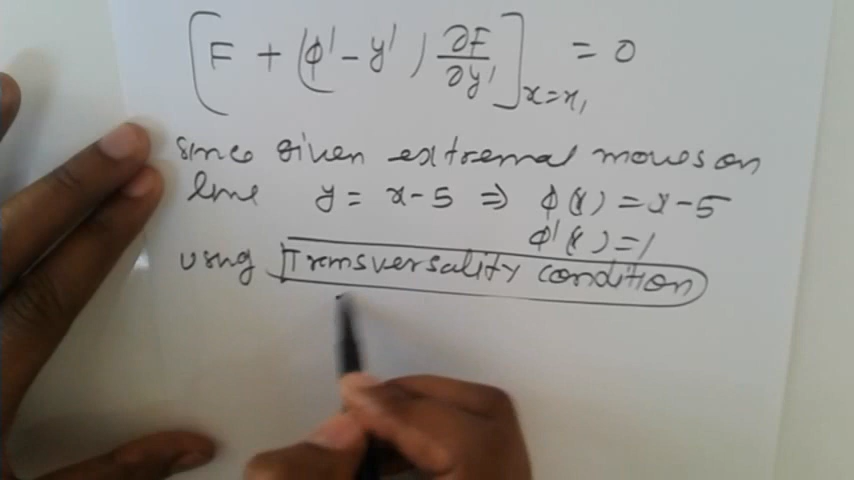 [F + (φ' - y') ∂F/∂y']x=x₁ = 0
since given extremal moves on
line y = x-5 ⇒ φ(x) = x-5
φ'(x) = 1
using Transversality condition